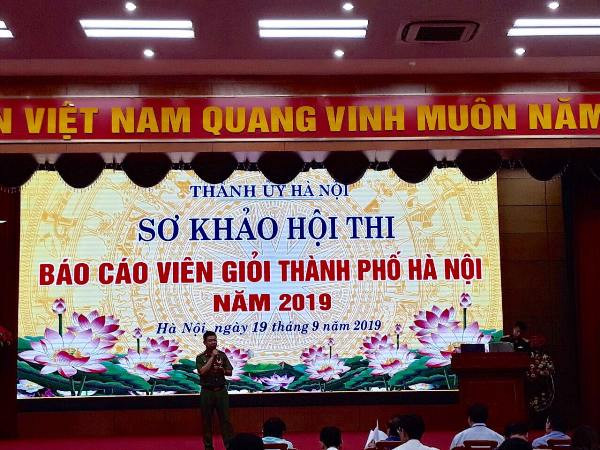 VIỆT NAM QUANG VINH MUÔN NĂM
THÀNH ỦY HÀ NỘI
SƠ KHẢO HỘI THI
BÁO CÁO VIÊN GIỎI THÀNH PHỐ HÀ NỘI
NĂM 2019
Hà Nội, ngày 19 tháng 9 năm 2019